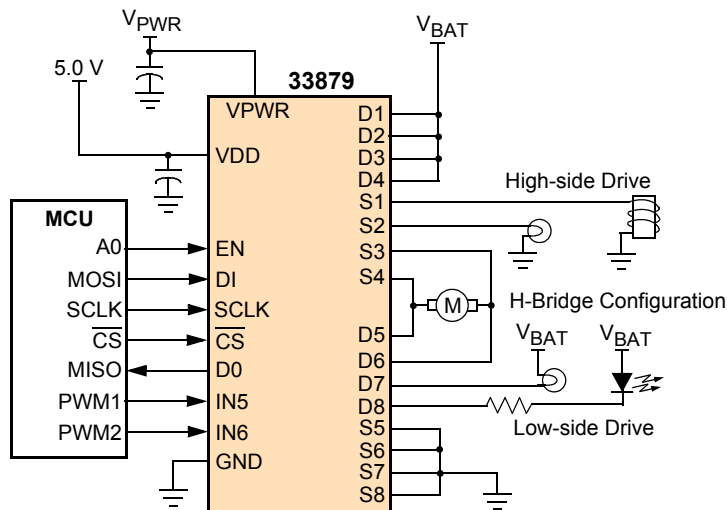 VPWR
5.0 V
33879
VBAT
VPWR
VDD
D1
D2
D3
D4
S1
S2
S3
S4
D5
D6
D7
D8
S5
S6
S7
S8
High-side Drive
MCU
A0
EN
MOSI
DI
SCLK
SCLK
CS
CS
MISO
D0
PWM1
IN5
PWM2
IN6
GND
M
H-Bridge Configuration
VBAT
VBAT
Low-side Drive